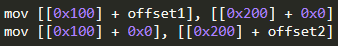 mov [[0x100] + offset1], [[0x200] + 0x0]
mov [[0x100] + 0x0], [[0x200] + offset2]